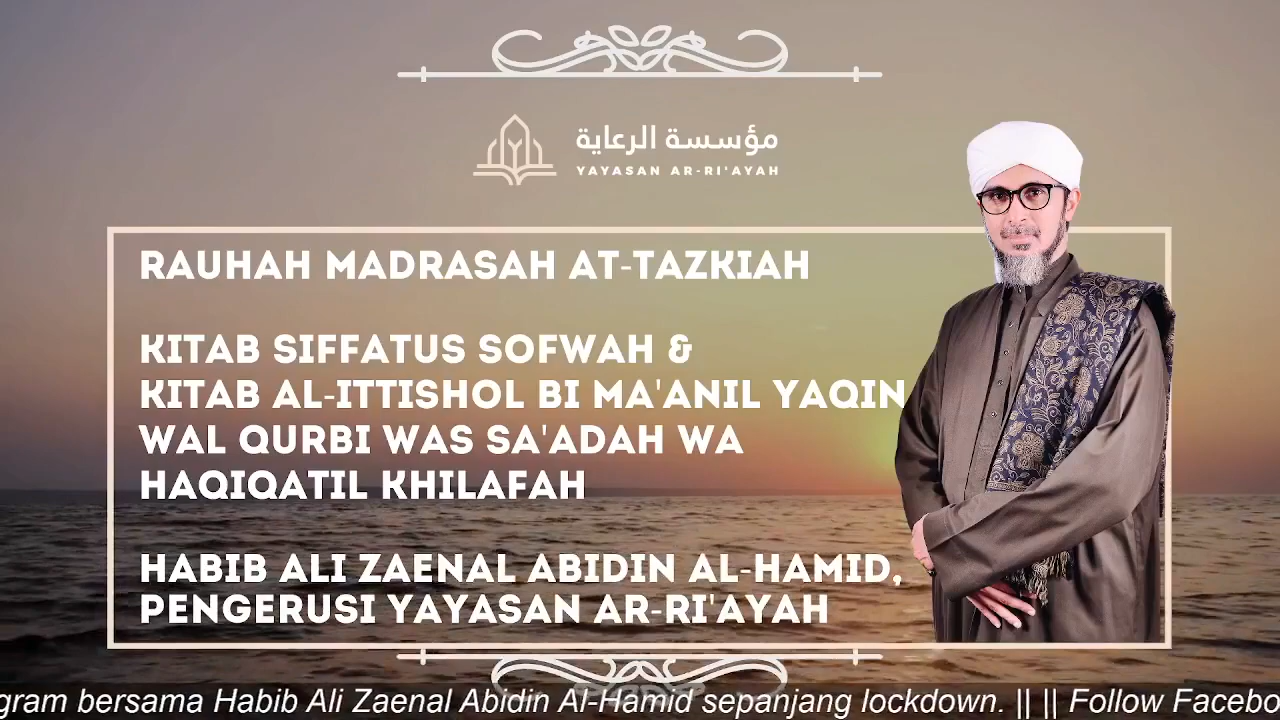 مؤسسة الرعاية
YAYASAN AR-RI'AYAH
RAUHAH MADRASAH AT-TAZKIAH
KITAB SIFFATUS SOFWAH &
KITAB AL-ITTISHOL BI MA'ANIL YAQIN
WAL QURBI WAS SA'ADAH WA
HAQIQATIL KHILAFAH
HABIB ALI ZAENAL ABIDIN AL-HAMID,
PENGERUSI YAYASAN AR-RI'AYAH
bersama Habib Ali Zaenal Abidin Al-Hamid sepanjang lockdown. || || Follow